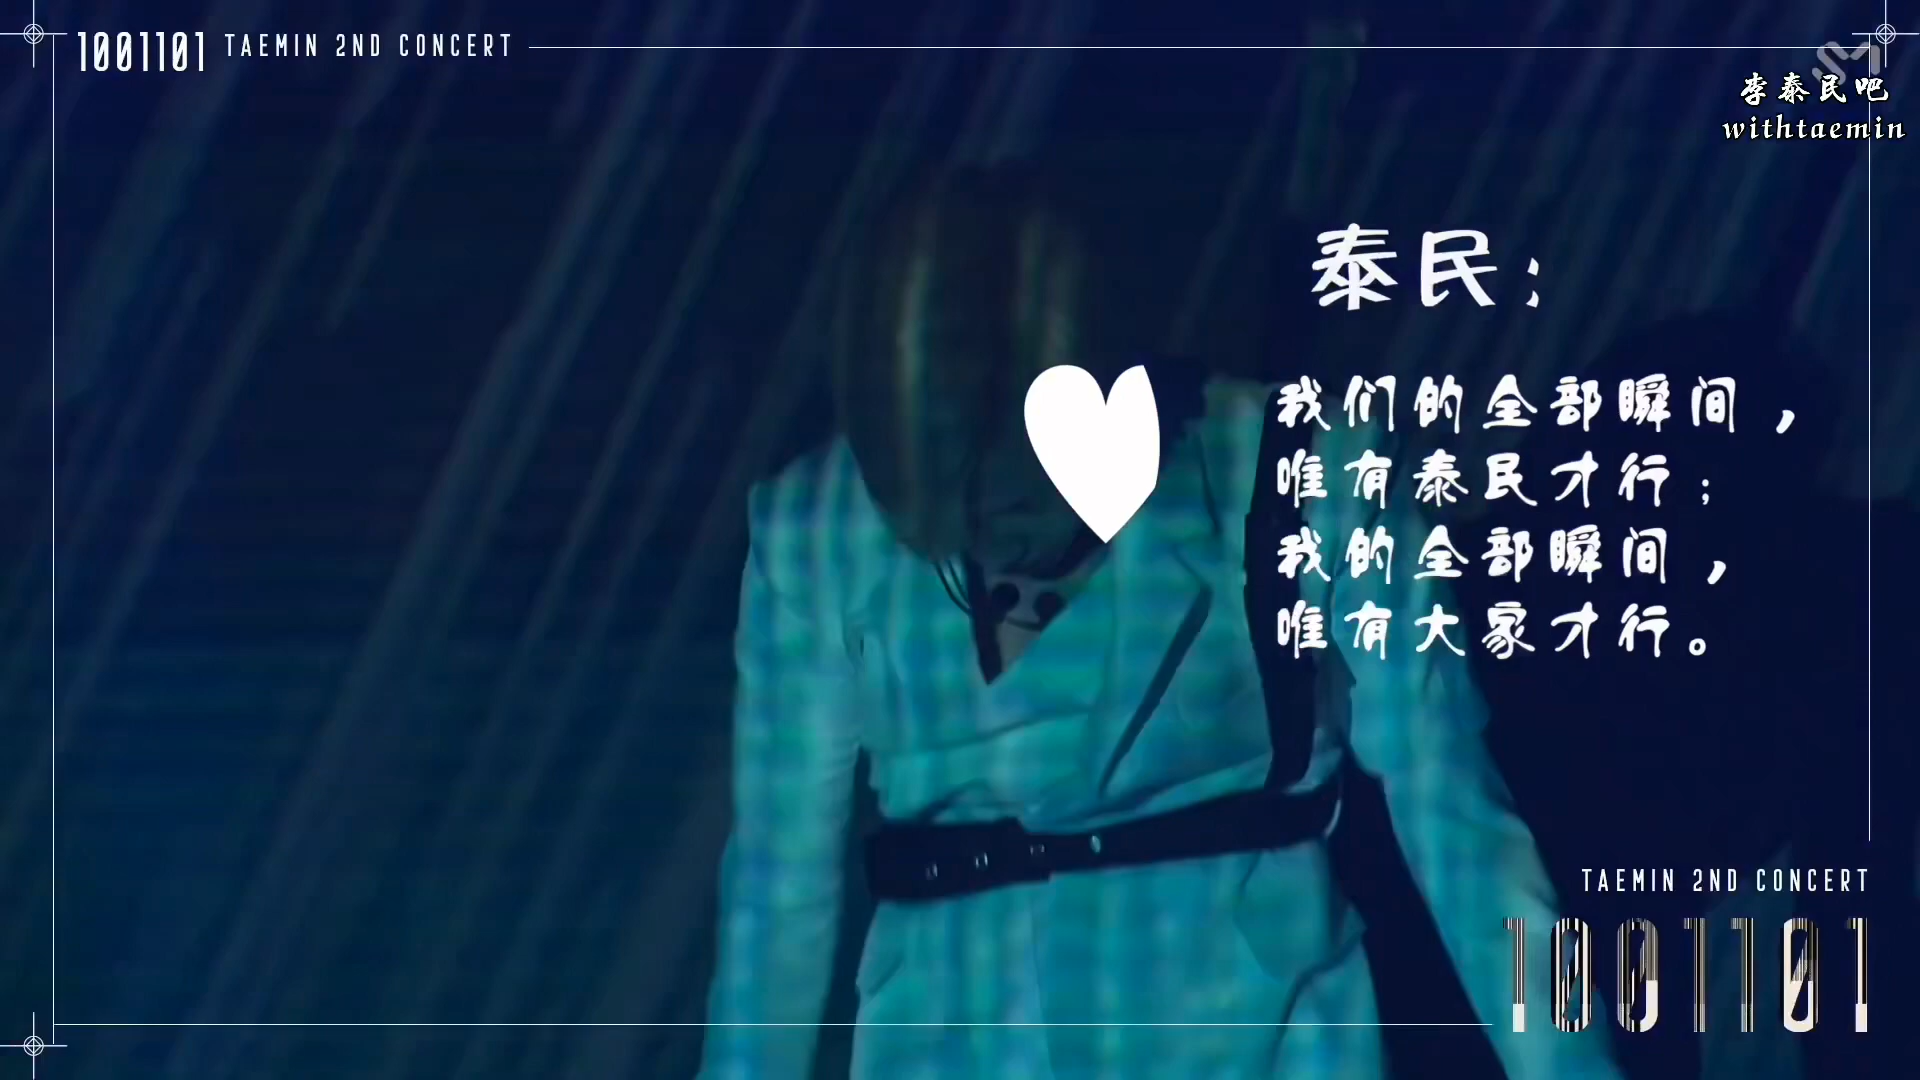 1001101 TAEMIN 2ND CONCERT
SM
李泰民吧
withtaemin
泰民：
我们的全部瞬间，
唯有泰民才行；
我的全部瞬间，
唯有大家才行。
TAEMIN 2ND CONCERT
1001101